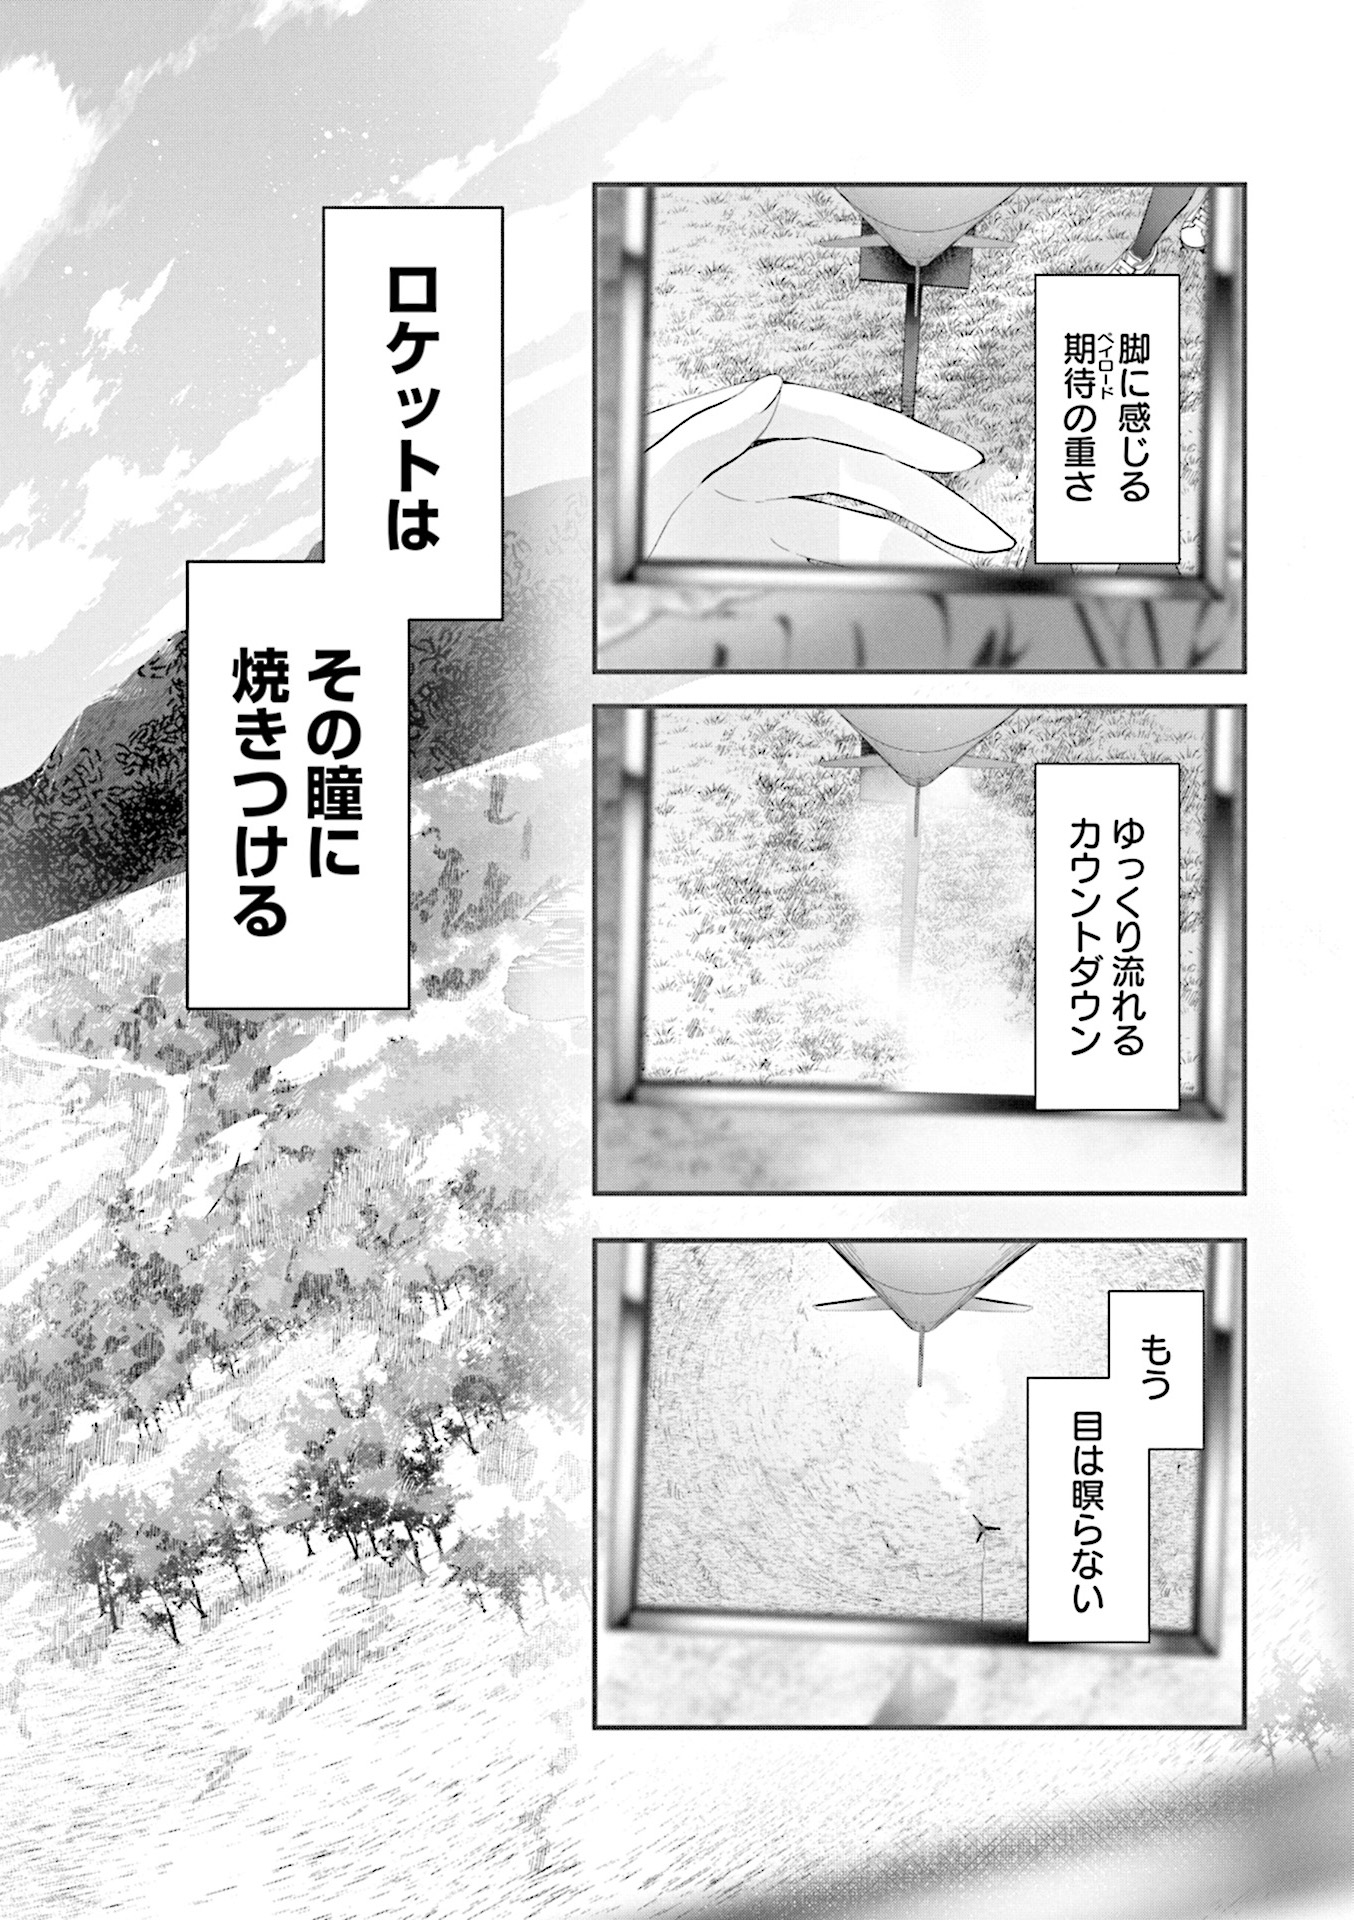 脚に感じる
期待の重さ
ペイロード
ゆっくり流れる
カウントダウン
もう
目は瞑らない
ロケットは
その瞳に
焼きつける